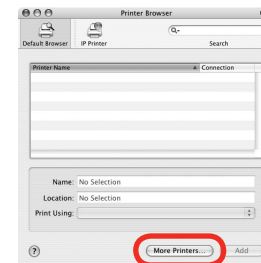 Printer Browser
Default Browser IP Printer Search
Printer Name Connection
Name: No Selection
Location: No Selection
Print Using:
? More Printers... Add